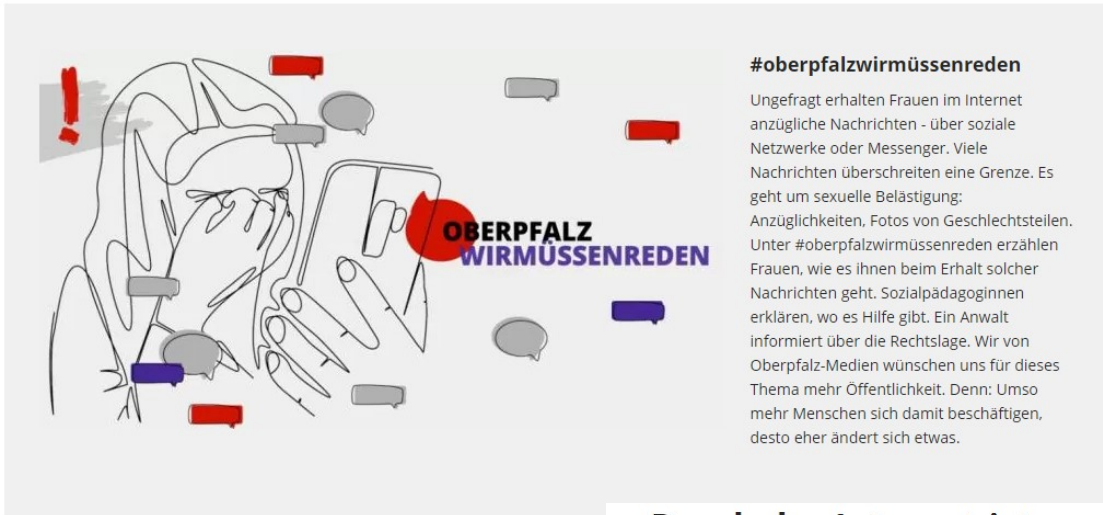 OBERPFALZ
WIRMÜSSENREDEN
#oberpfalzwirmüssenreden
Ungefragt erhalten Frauen im Internet
anzügliche Nachrichten - über soziale
Netzwerke oder Messenger. Viele
Nachrichten überschreiten eine Grenze. Es
geht um sexuelle Belästigung:
Anzüglichkeiten, Fotos von Geschlechtsteilen.
Unter #oberpfalzwirmüssenreden erzählen
Frauen, wie es ihnen beim Erhalt solcher
Nachrichten geht. Sozialpädagoginnen
erklären, wo es Hilfe gibt. Ein Anwalt
informiert über die Rechtslage. Wir von
Oberpfalz-Medien wünschen uns für dieses
Thema mehr Öffentlichkeit. Denn: Umso
mehr Menschen sich damit beschäftigen,
desto eher ändert sich etwas.